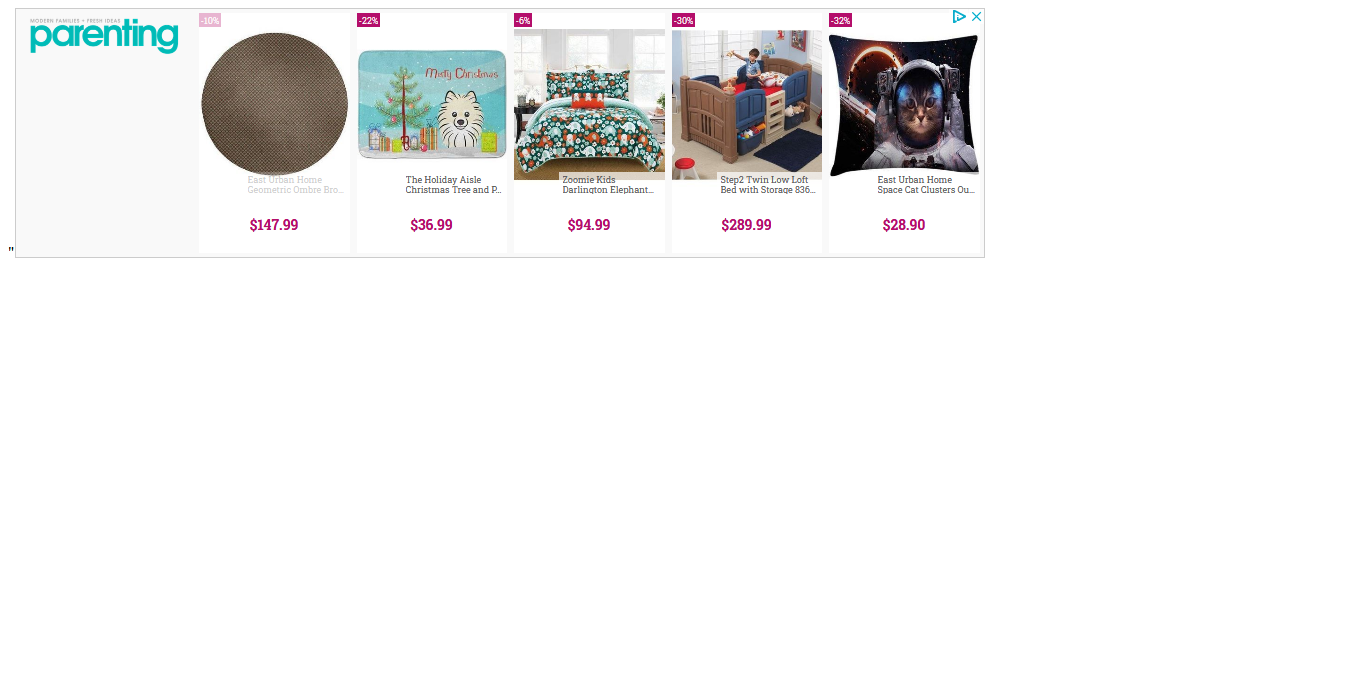 MODERN FAMILIES + FRESH IDEAS
parenting
-10%
East Urban Home
Geometric Ombre Bro...
$147.99
-22%
Merry Christmas
The Holiday Aisle
Christmas Tree and P...
$36.99
-6%
Zoomie Kids
Darlington Elephant...
$94.99
-30%
Step2 Twin Low Loft
Bed with Storage 836...
$289.99
-32%
East Urban Home
Space Cat Clusters Ou...
$28.90
"